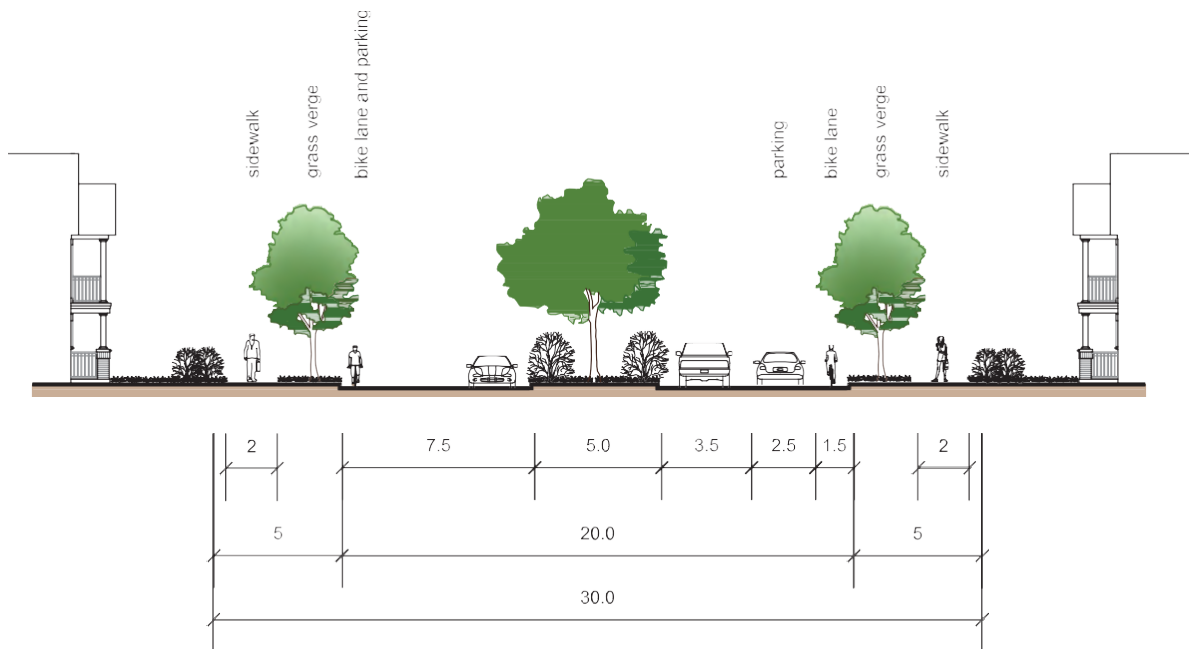 sidewalk
grass verge
bike lane and parking
parking
bike lane
grass verge
sidewalk
2
7.5
5.0
3.5
2.5
1.5
2
5
20.0
5
30.0